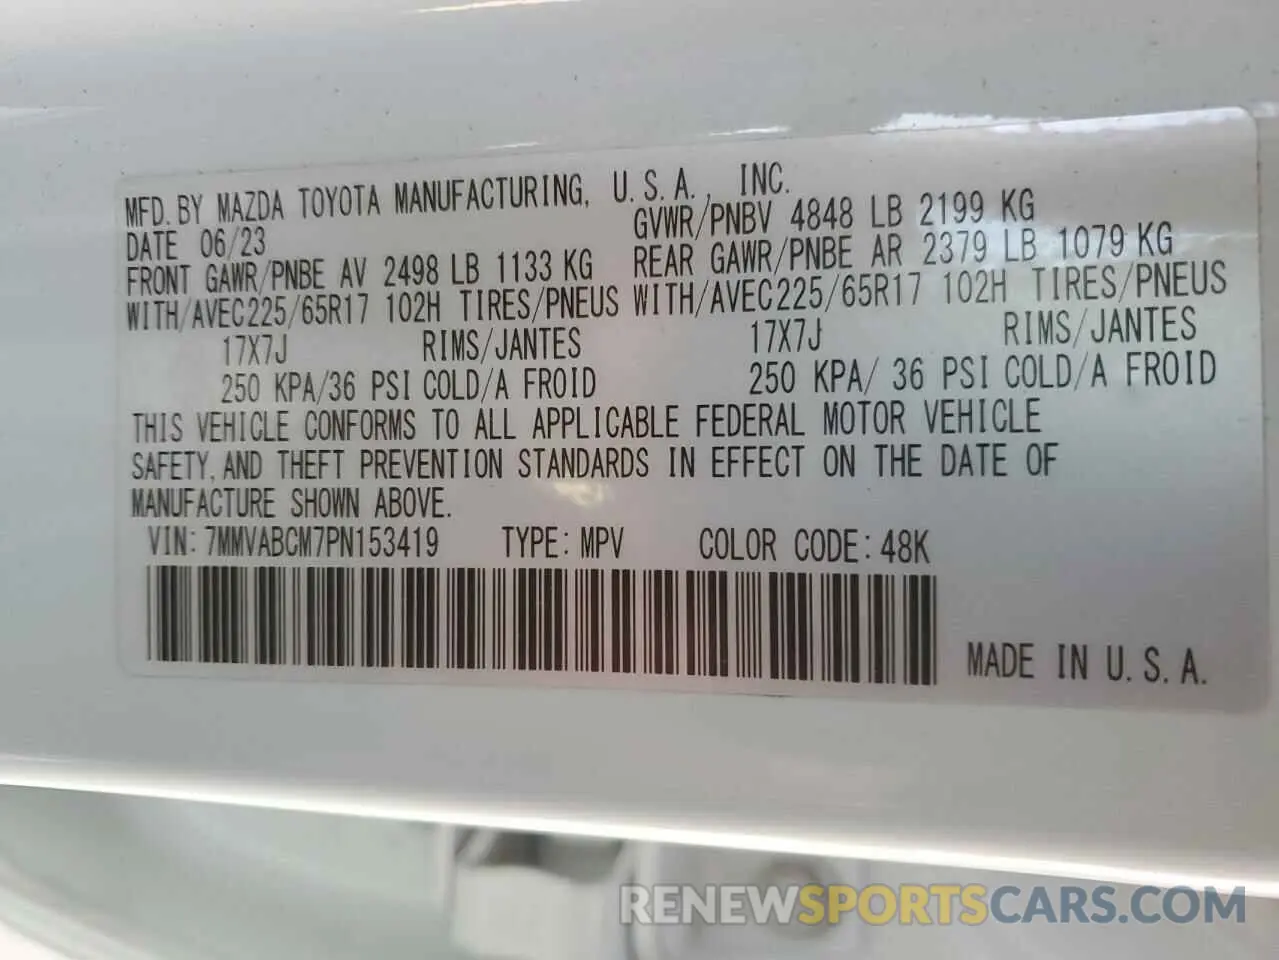 MFD. BY MAZDA TOYOTA MANUFACTURING, U.S.A., INC.
DATE 06/23 GVWR/PNBV 4848 LB 2199 KG
FRONT GAWR/PNBE AV 2498 LB 1133 KG REAR GAWR/PNBE AR 2379 LB 1079 KG
WITH/AVEC225/65R17 102H TIRES/PNEUS WITH/AVEC225/65R17 102H TIRES/PNEUS
17X7J RIMS/JANTES 17X7J RIMS/JANTES
250 KPA/36 PSI COLD/A FROID 250 KPA/ 36 PSI COLD/A FROID
THIS VEHICLE CONFORMS TO ALL APPLICABLE FEDERAL MOTOR VEHICLE
SAFETY, AND THEFT PREVENTION STANDARDS IN EFFECT ON THE DATE OF
MANUFACTURE SHOWN ABOVE.
VIN: 7MMVABCM7PN153419 TYPE: MPV COLOR CODE: 48K
MADE IN U.S.A.
RENEWSPORTSCARS.COM